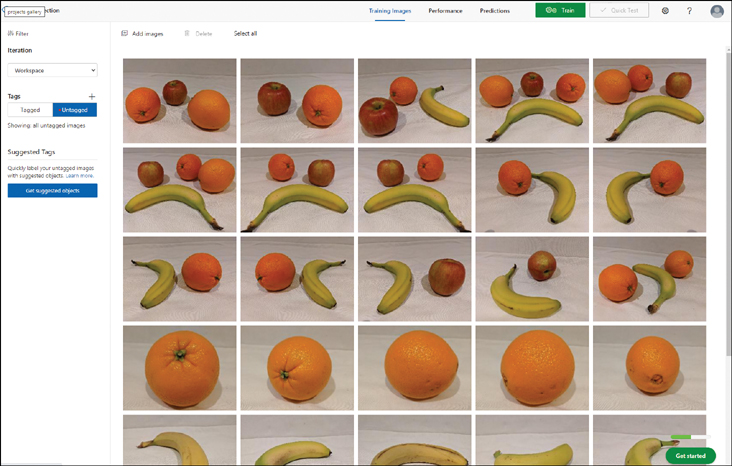 projects gallery
ction
Training Images
Performance
Predictions
Train
Quick Test
?
Filter
Iteration
Workspace
Tags
+
Tagged
Untagged
Showing: all untagged images
Suggested Tags
Quickly label your untagged images
with suggested objects. Learn more.
Get suggested objects
Add images
Delete
Select all
Get started